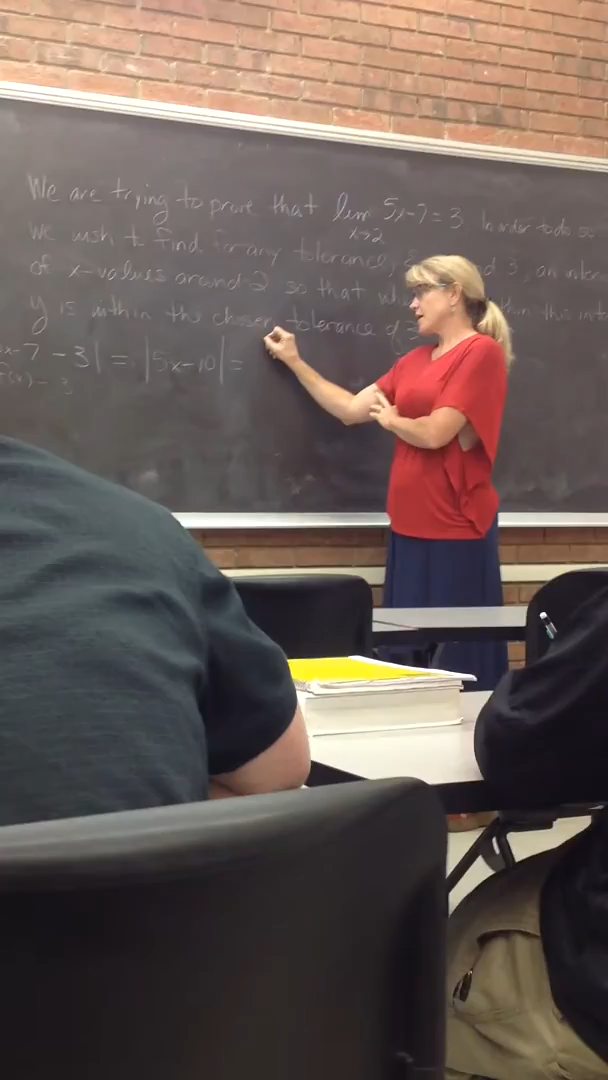 We are trying to prove that lim 5x-7=3 In order to do so
x→2
we wish to find for any tolerance, 3, an
of x-values around 2 so that this
y is within the chosen tolerance of 3
-7 -3| = |5x-10| =
f(x) - 3